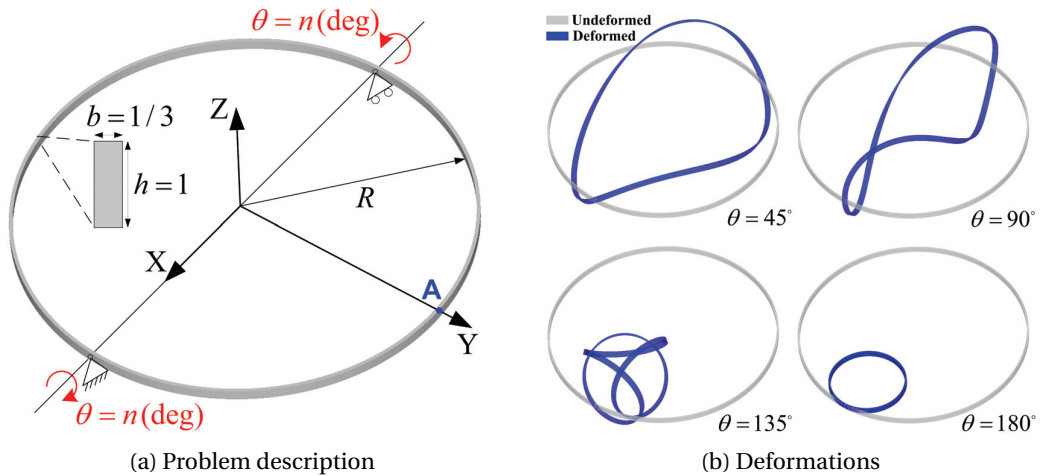 θ = n(deg)
b = 1/3
h = 1
Z
R
X
A
Y
θ = n(deg)
(a) Problem description
Undeformed
Deformed
θ = 45°
θ = 90°
θ = 135°
θ = 180°
(b) Deformations